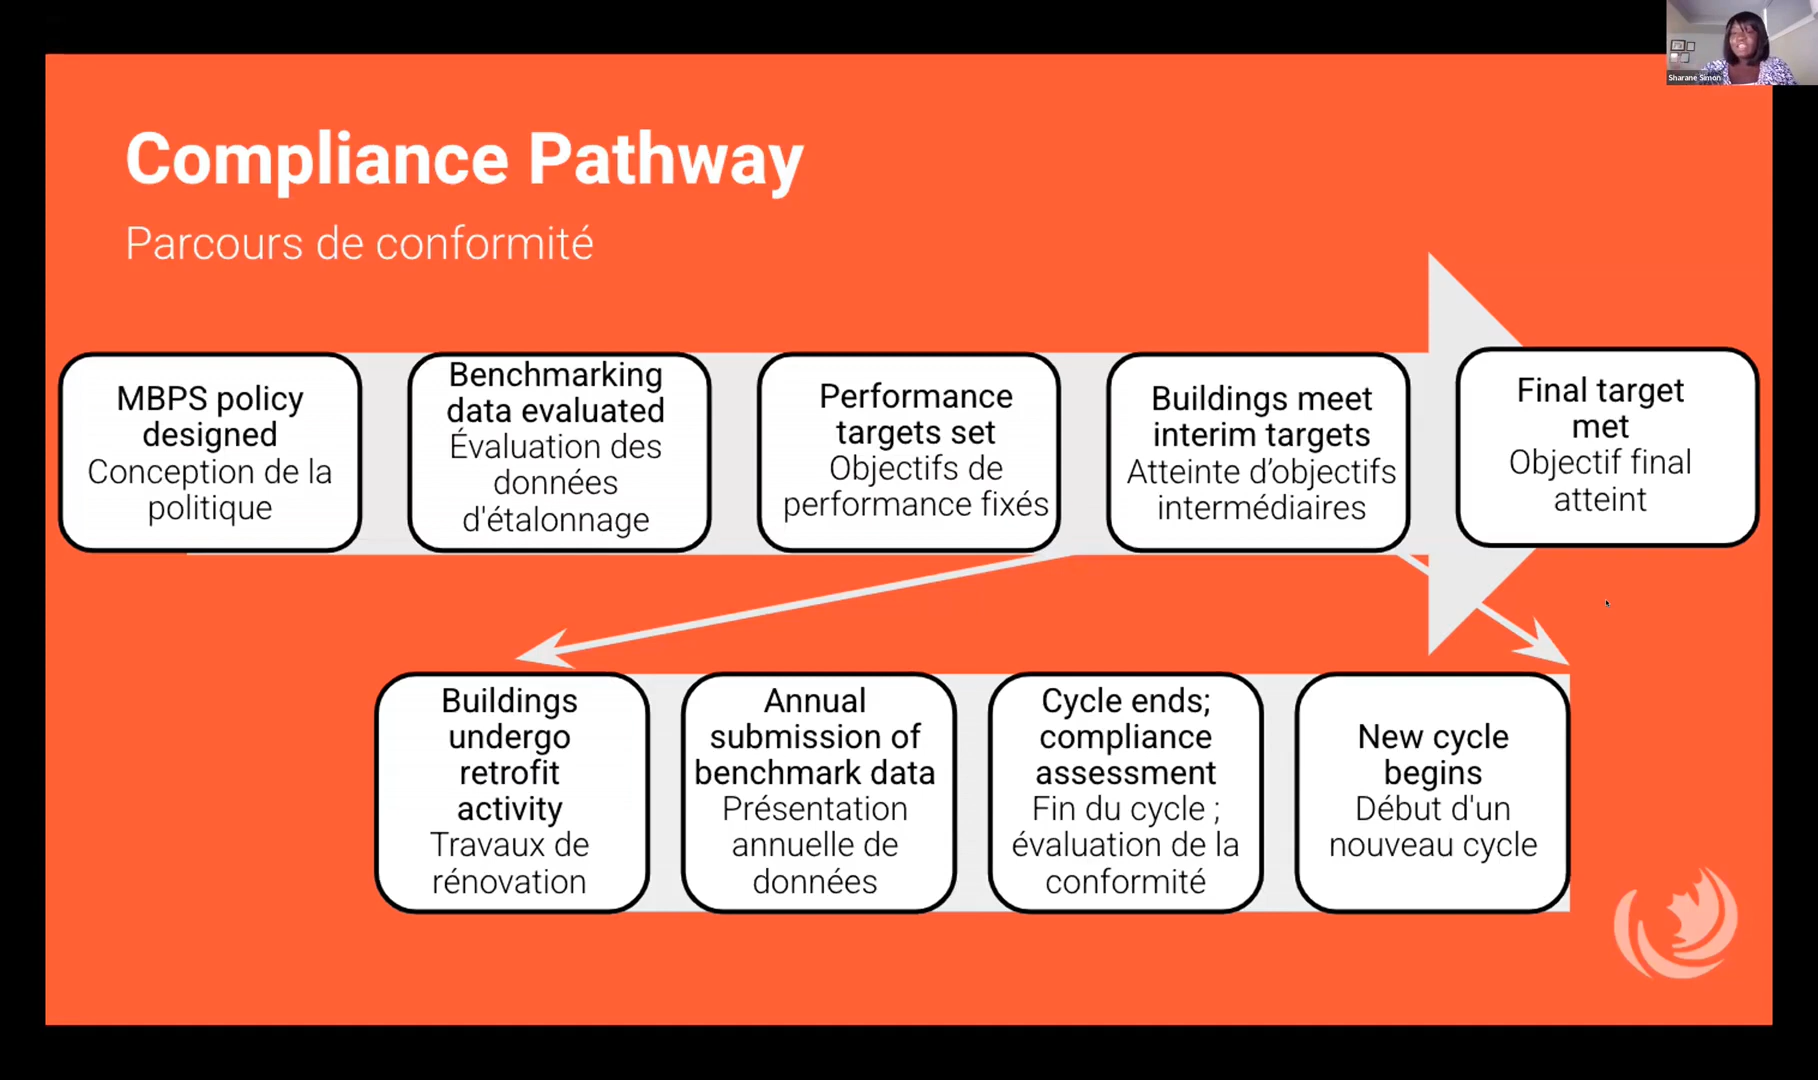 Sharane Simon
Compliance Pathway
Parcours de conformité
MBPS policy
designed
Conception de la
politique
Benchmarking
data evaluated
Évaluation des
données
d'étalonnage
Performance
targets set
Objectifs de
performance fixés
Buildings meet
interim targets
Atteinte d’objectifs
intermédiaires
Final target
met
Objectif final
atteint
Buildings
undergo
retrofit
activity
Travaux de
rénovation
Annual
submission of
benchmark data
Présentation
annuelle de
données
Cycle ends;
compliance
assessment
Fin du cycle ;
évaluation de la
conformité
New cycle
begins
Début d'un
nouveau cycle